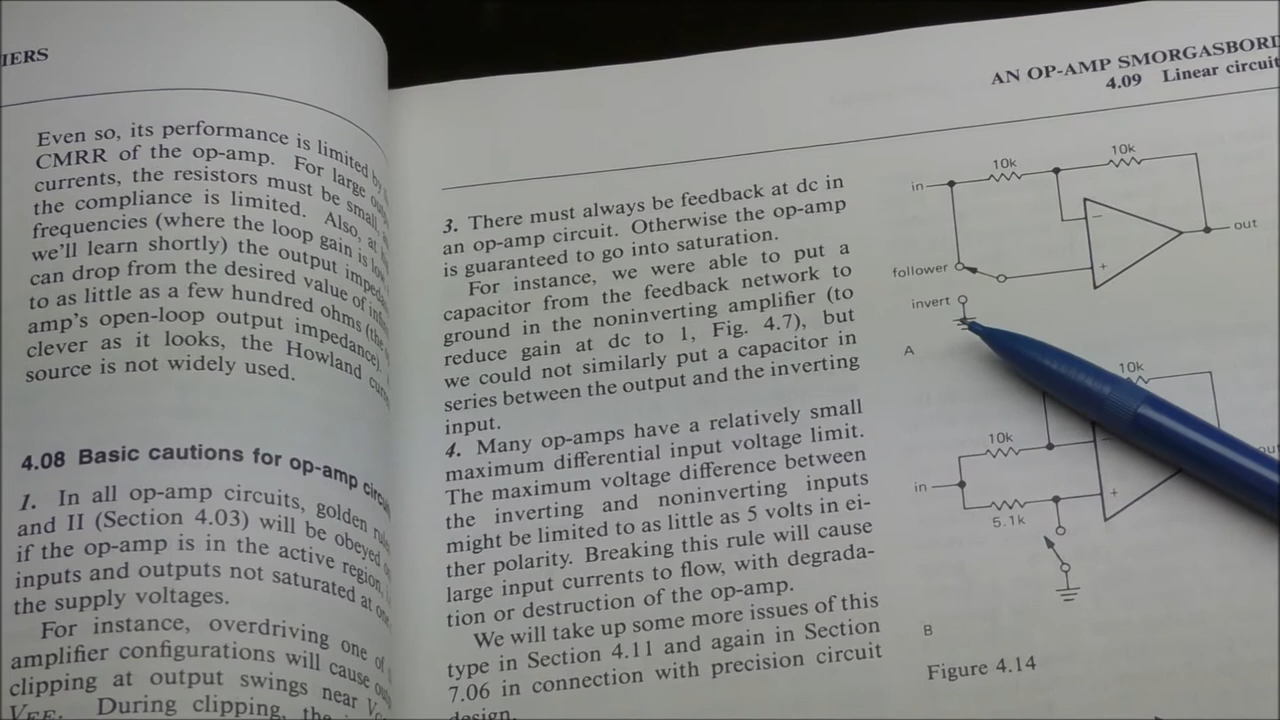 IERS
Even so, its performance is limited by
CMRR of the op-amp. For large
currents, the resistors must be small,
the compliance is limited. Also, at
frequencies (where the loop gain is
we'll learn shortly) the output
can drop from the desired value of
to as little as a few hundred ohms (the
amp's open-loop output impedance).
clever as it looks, the Howland
source is not widely used.
4.08 Basic cautions for op-amp
1. In all op-amp circuits, golden
and II (Section 4.03) will be obeyed
if the op-amp is in the active region,
inputs and outputs not saturated at
the supply voltages.
For instance, overdriving one of
amplifier configurations will cause
clipping at output swings near
VEE. During clipping, the
AN OP-AMP SMORGASBORD
4.09 Linear circuit
3. There must always be feedback at dc in
an op-amp circuit. Otherwise the op-amp
is guaranteed to go into saturation.
For instance, we were able to put a
capacitor from the feedback network to
ground in the noninverting amplifier (to
reduce gain at dc to 1, Fig. 4.7), but
we could not similarly put a capacitor in
series between the output and the inverting
input.
4. Many op-amps have a relatively small
maximum differential input voltage limit.
The maximum voltage difference between
the inverting and noninverting inputs
might be limited to as little as 5 volts in ei-
ther polarity. Breaking this rule will cause
large input currents to flow, with degrada-
tion or destruction of the op-amp.
We will take up some more issues of this
type in Section 4.11 and again in Section
7.06 in connection with precision circuit
design.
10k
10k
in
−
out
follower
+
invert
A
10k
10k
in
+
5.1k
B
Figure 4.14